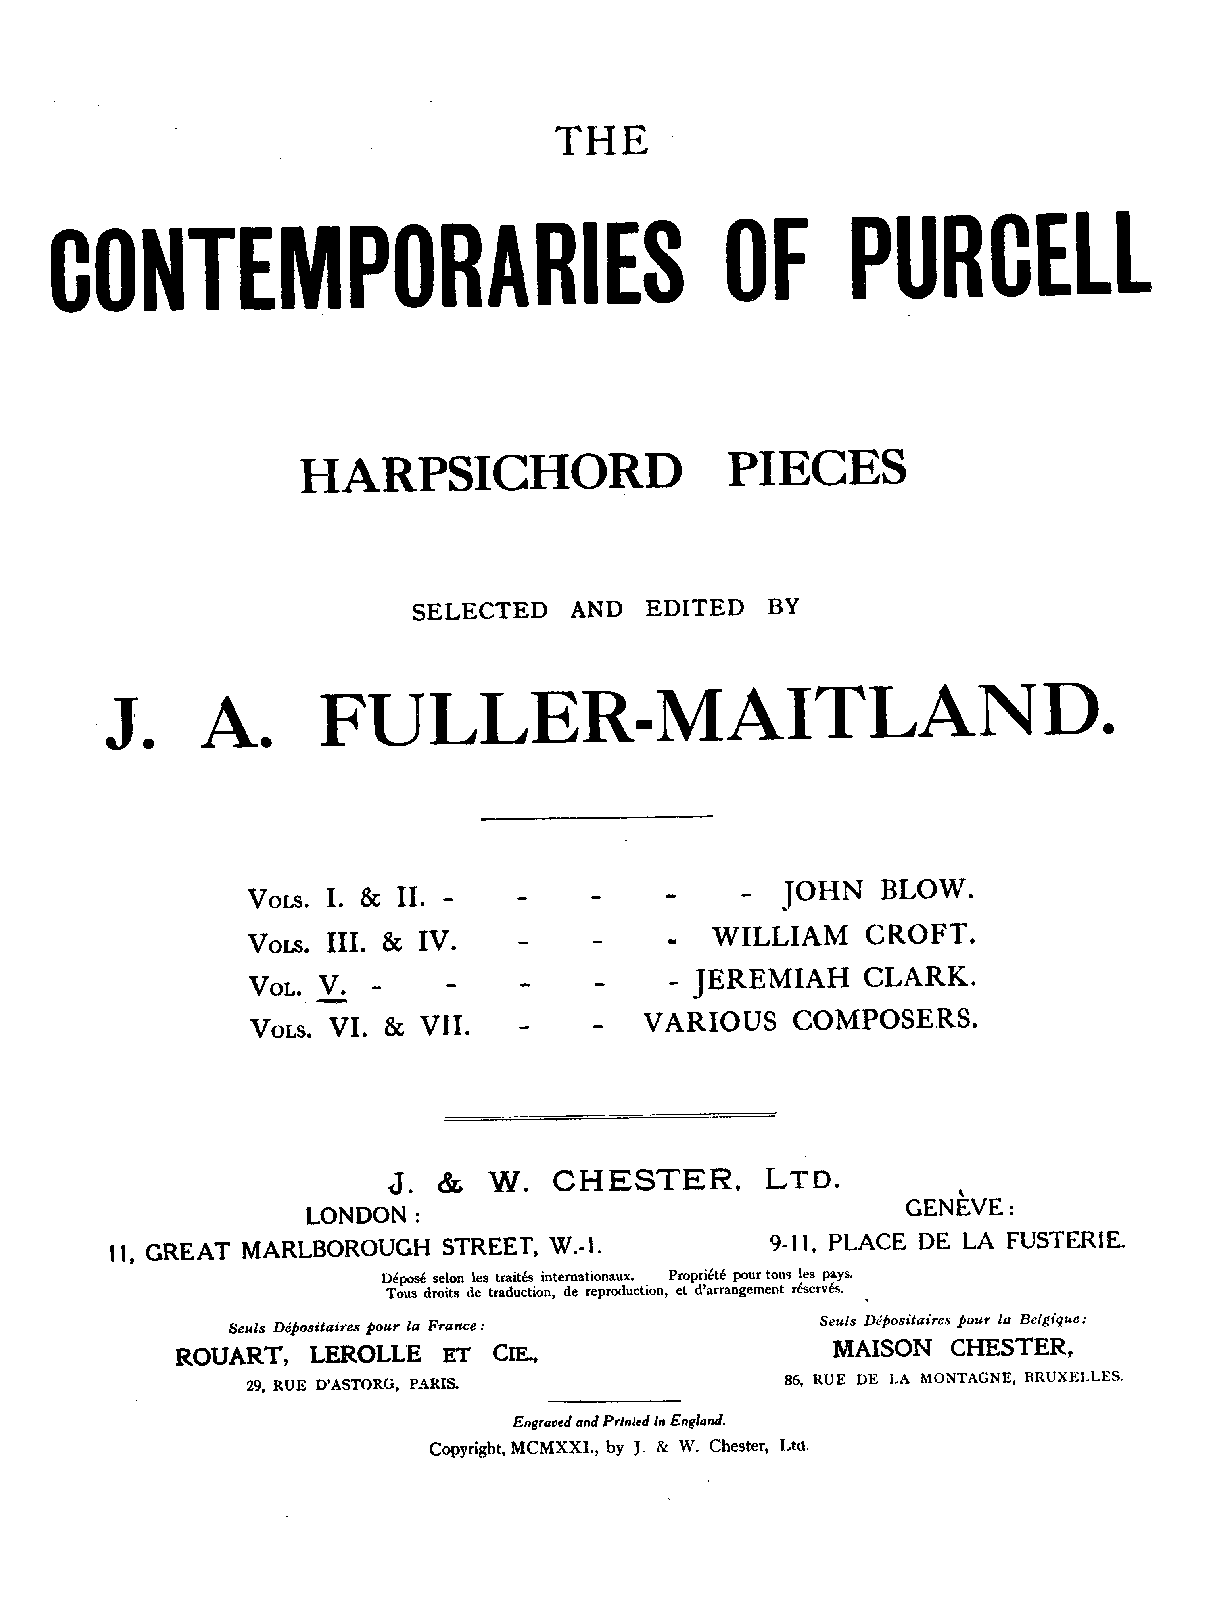 THE
CONTEMPORARIES OF PURCELL
HARPSICHORD PIECES
SELECTED AND EDITED BY
J. A. FULLER-MAITLAND.
VOLS. I. & II. - - - - - JOHN BLOW.
VOLS. III. & IV. - - - WILLIAM CROFT.
VOL. V. - - - - - JEREMIAH CLARK.
VOLS. VI. & VII. - - VARIOUS COMPOSERS.
J. & W. CHESTER, LTD.
LONDON :
11, GREAT MARLBOROUGH STREET, W.-1.
GENÈVE :
9-11, PLACE DE LA FUSTERIE.
Déposé selon les traités internationaux. Propriété pour tous les pays.
Tous droits de traduction, de reproduction, et d'arrangement réservés.
Seuls Dépositaires pour la France :
ROUART, LEROLLE ET CIE.,
29, RUE D'ASTORG, PARIS.
Seuls Dépositaires pour la Belgique:
MAISON CHESTER,
86, RUE DE LA MONTAGNE, BRUXELLES.
Engraved and Printed in England.
Copyright, MCMXXI., by J. & W. Chester, Ltd.